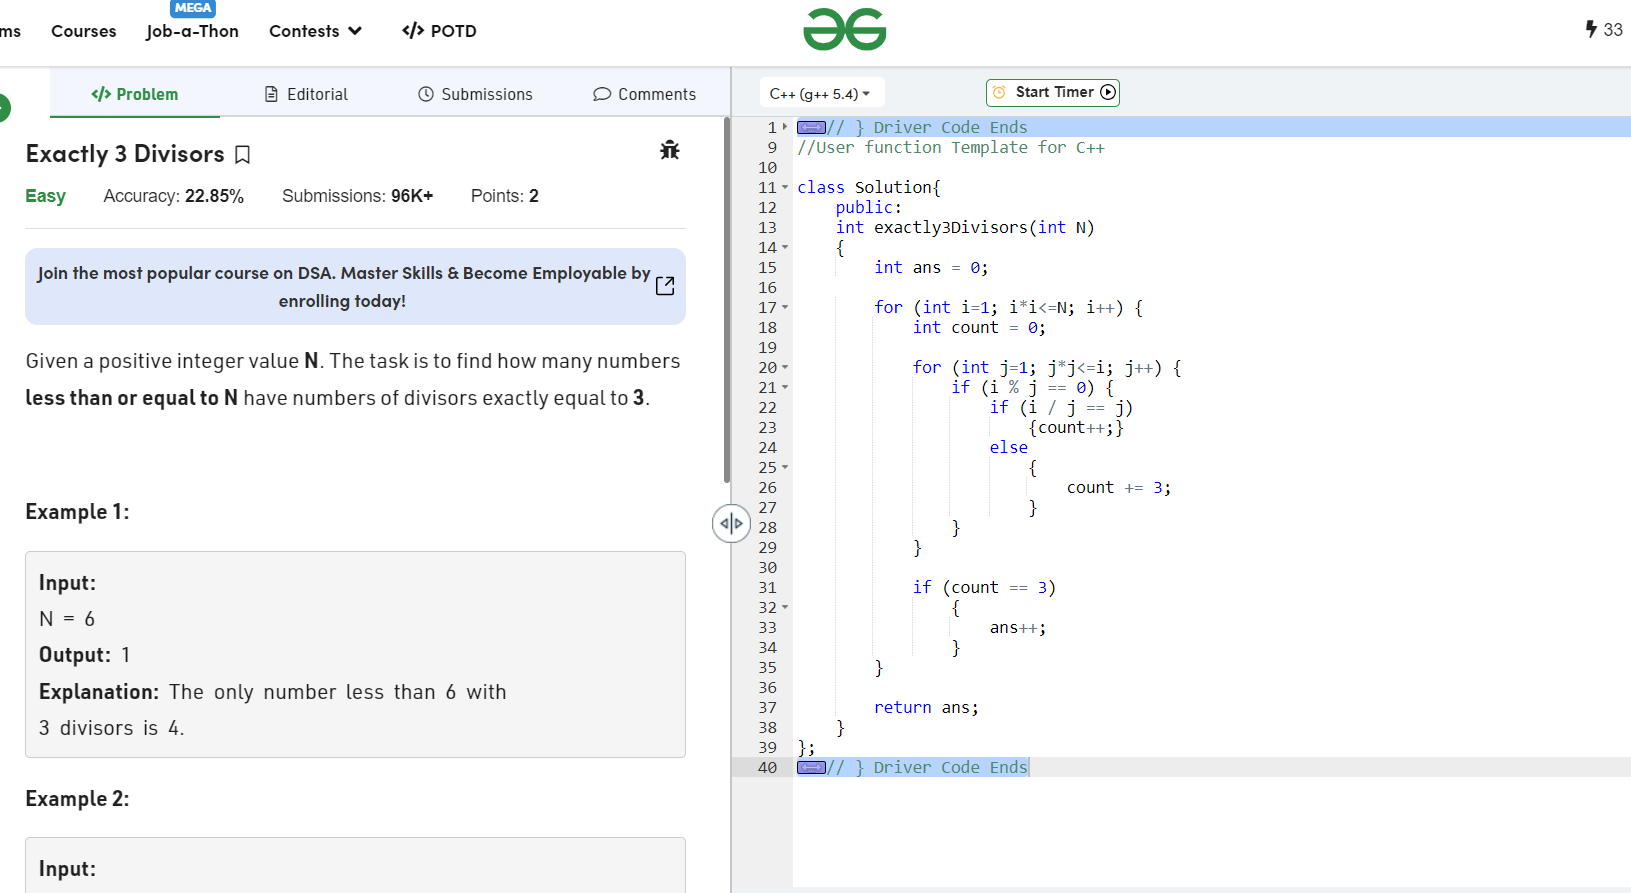 MEGA
ms Courses Job-a-Thon Contests </> POTD
33
</> Problem Editorial Submissions Comments
Exactly 3 Divisors
Easy Accuracy: 22.85% Submissions: 96K+ Points: 2
Join the most popular course on DSA. Master Skills & Become Employable by
enrolling today!
Given a positive integer value N. The task is to find how many numbers
less than or equal to N have numbers of divisors exactly equal to 3.
Example 1:
Input:
N = 6
Output: 1
Explanation: The only number less than 6 with
3 divisors is 4.
Example 2:
Input:
C++ (g++ 5.4) Start Timer
1 // } Driver Code Ends
9 //User function Template for C++
10
11 class Solution{
12 public:
13 int exactly3Divisors(int N)
14 {
15 int ans = 0;
16
17 for (int i=1; i*i<=N; i++) {
18 int count = 0;
19
20 for (int j=1; j*j<=i; j++) {
21 if (i % j == 0) {
22 if (i / j == j)
23 {count++;}
24 else
25 {
26 count += 3;
27 }
28 }
29 }
30
31 if (count == 3)
32 {
33 ans++;
34 }
35 }
36
37 return ans;
38 }
39 };
40 // } Driver Code Ends